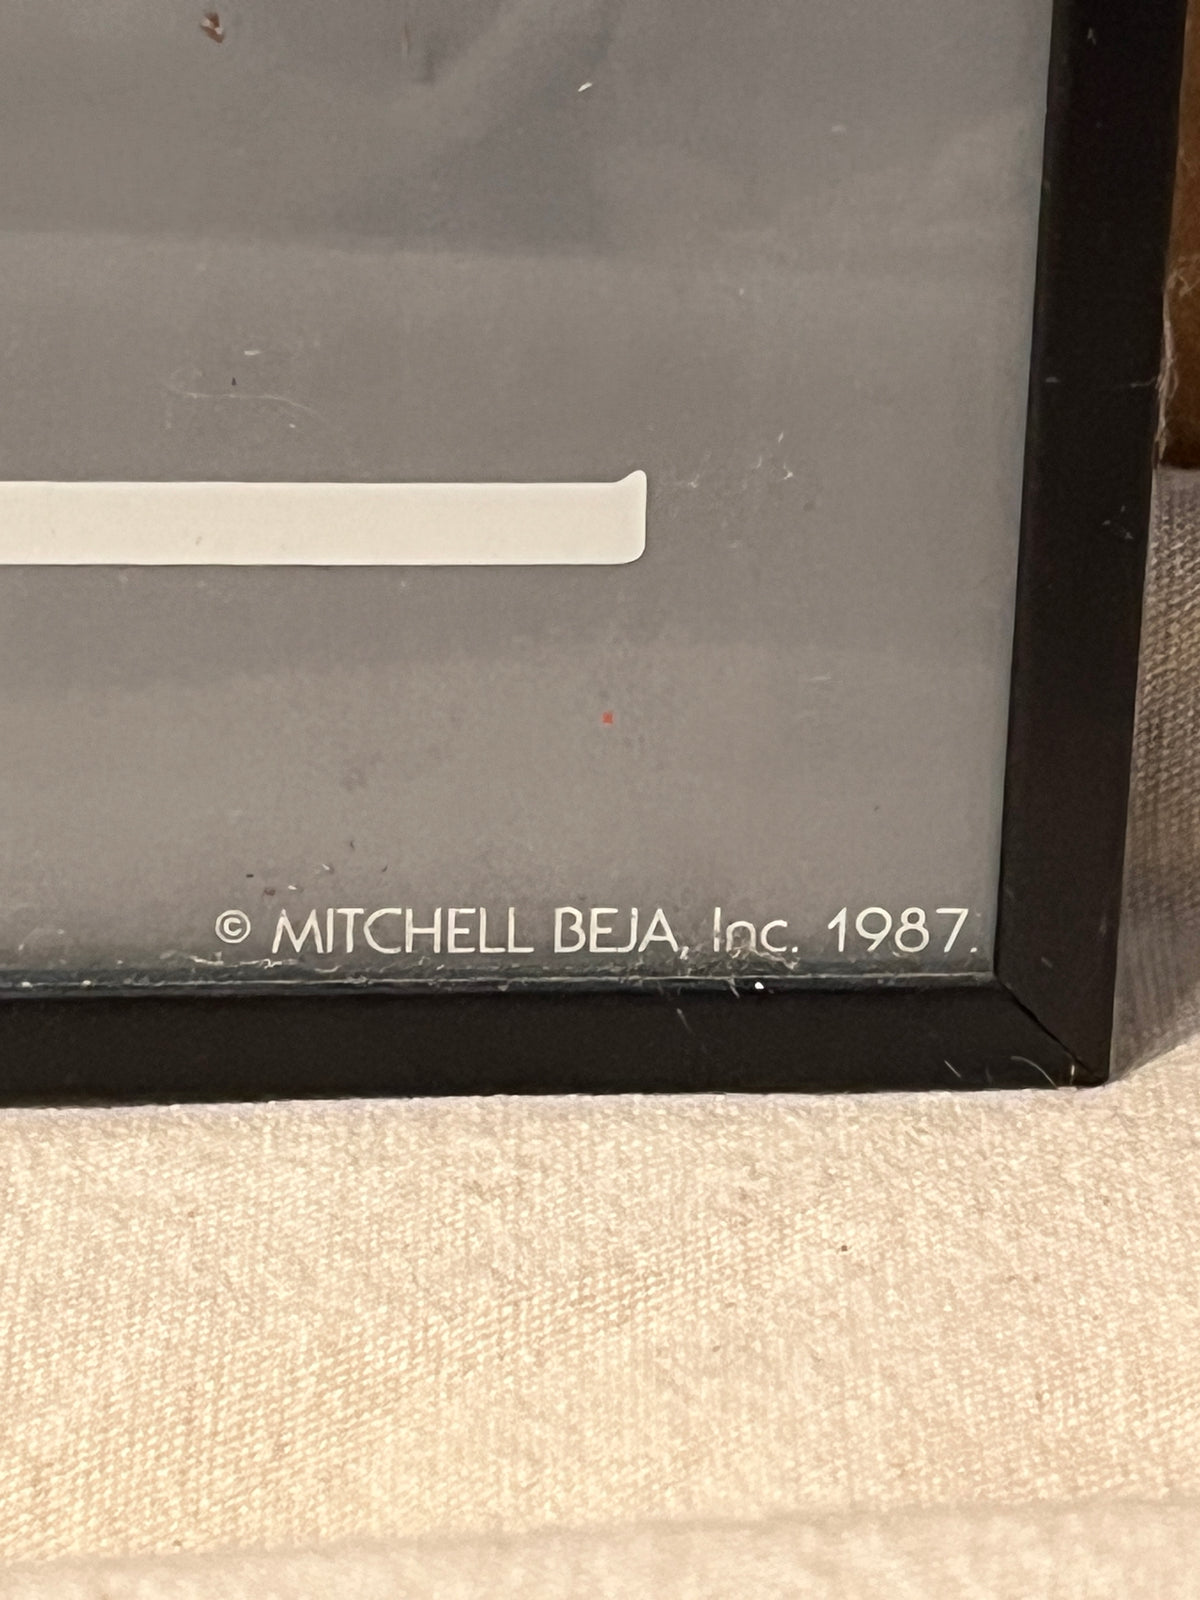 © MITCHELL BEJA, Inc. 1987.